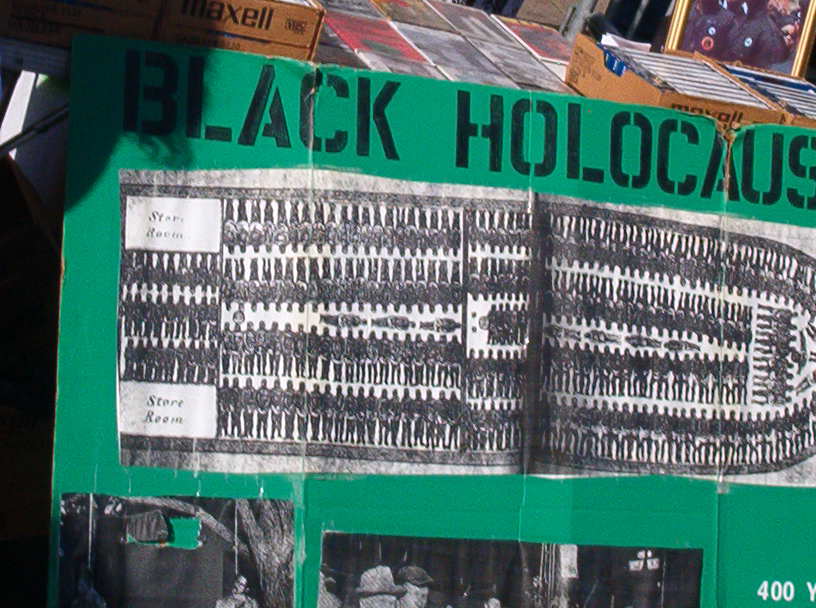 maxell
maxell
BLACK HOLOCAUS
Store
Room
Store
Room
400 Y